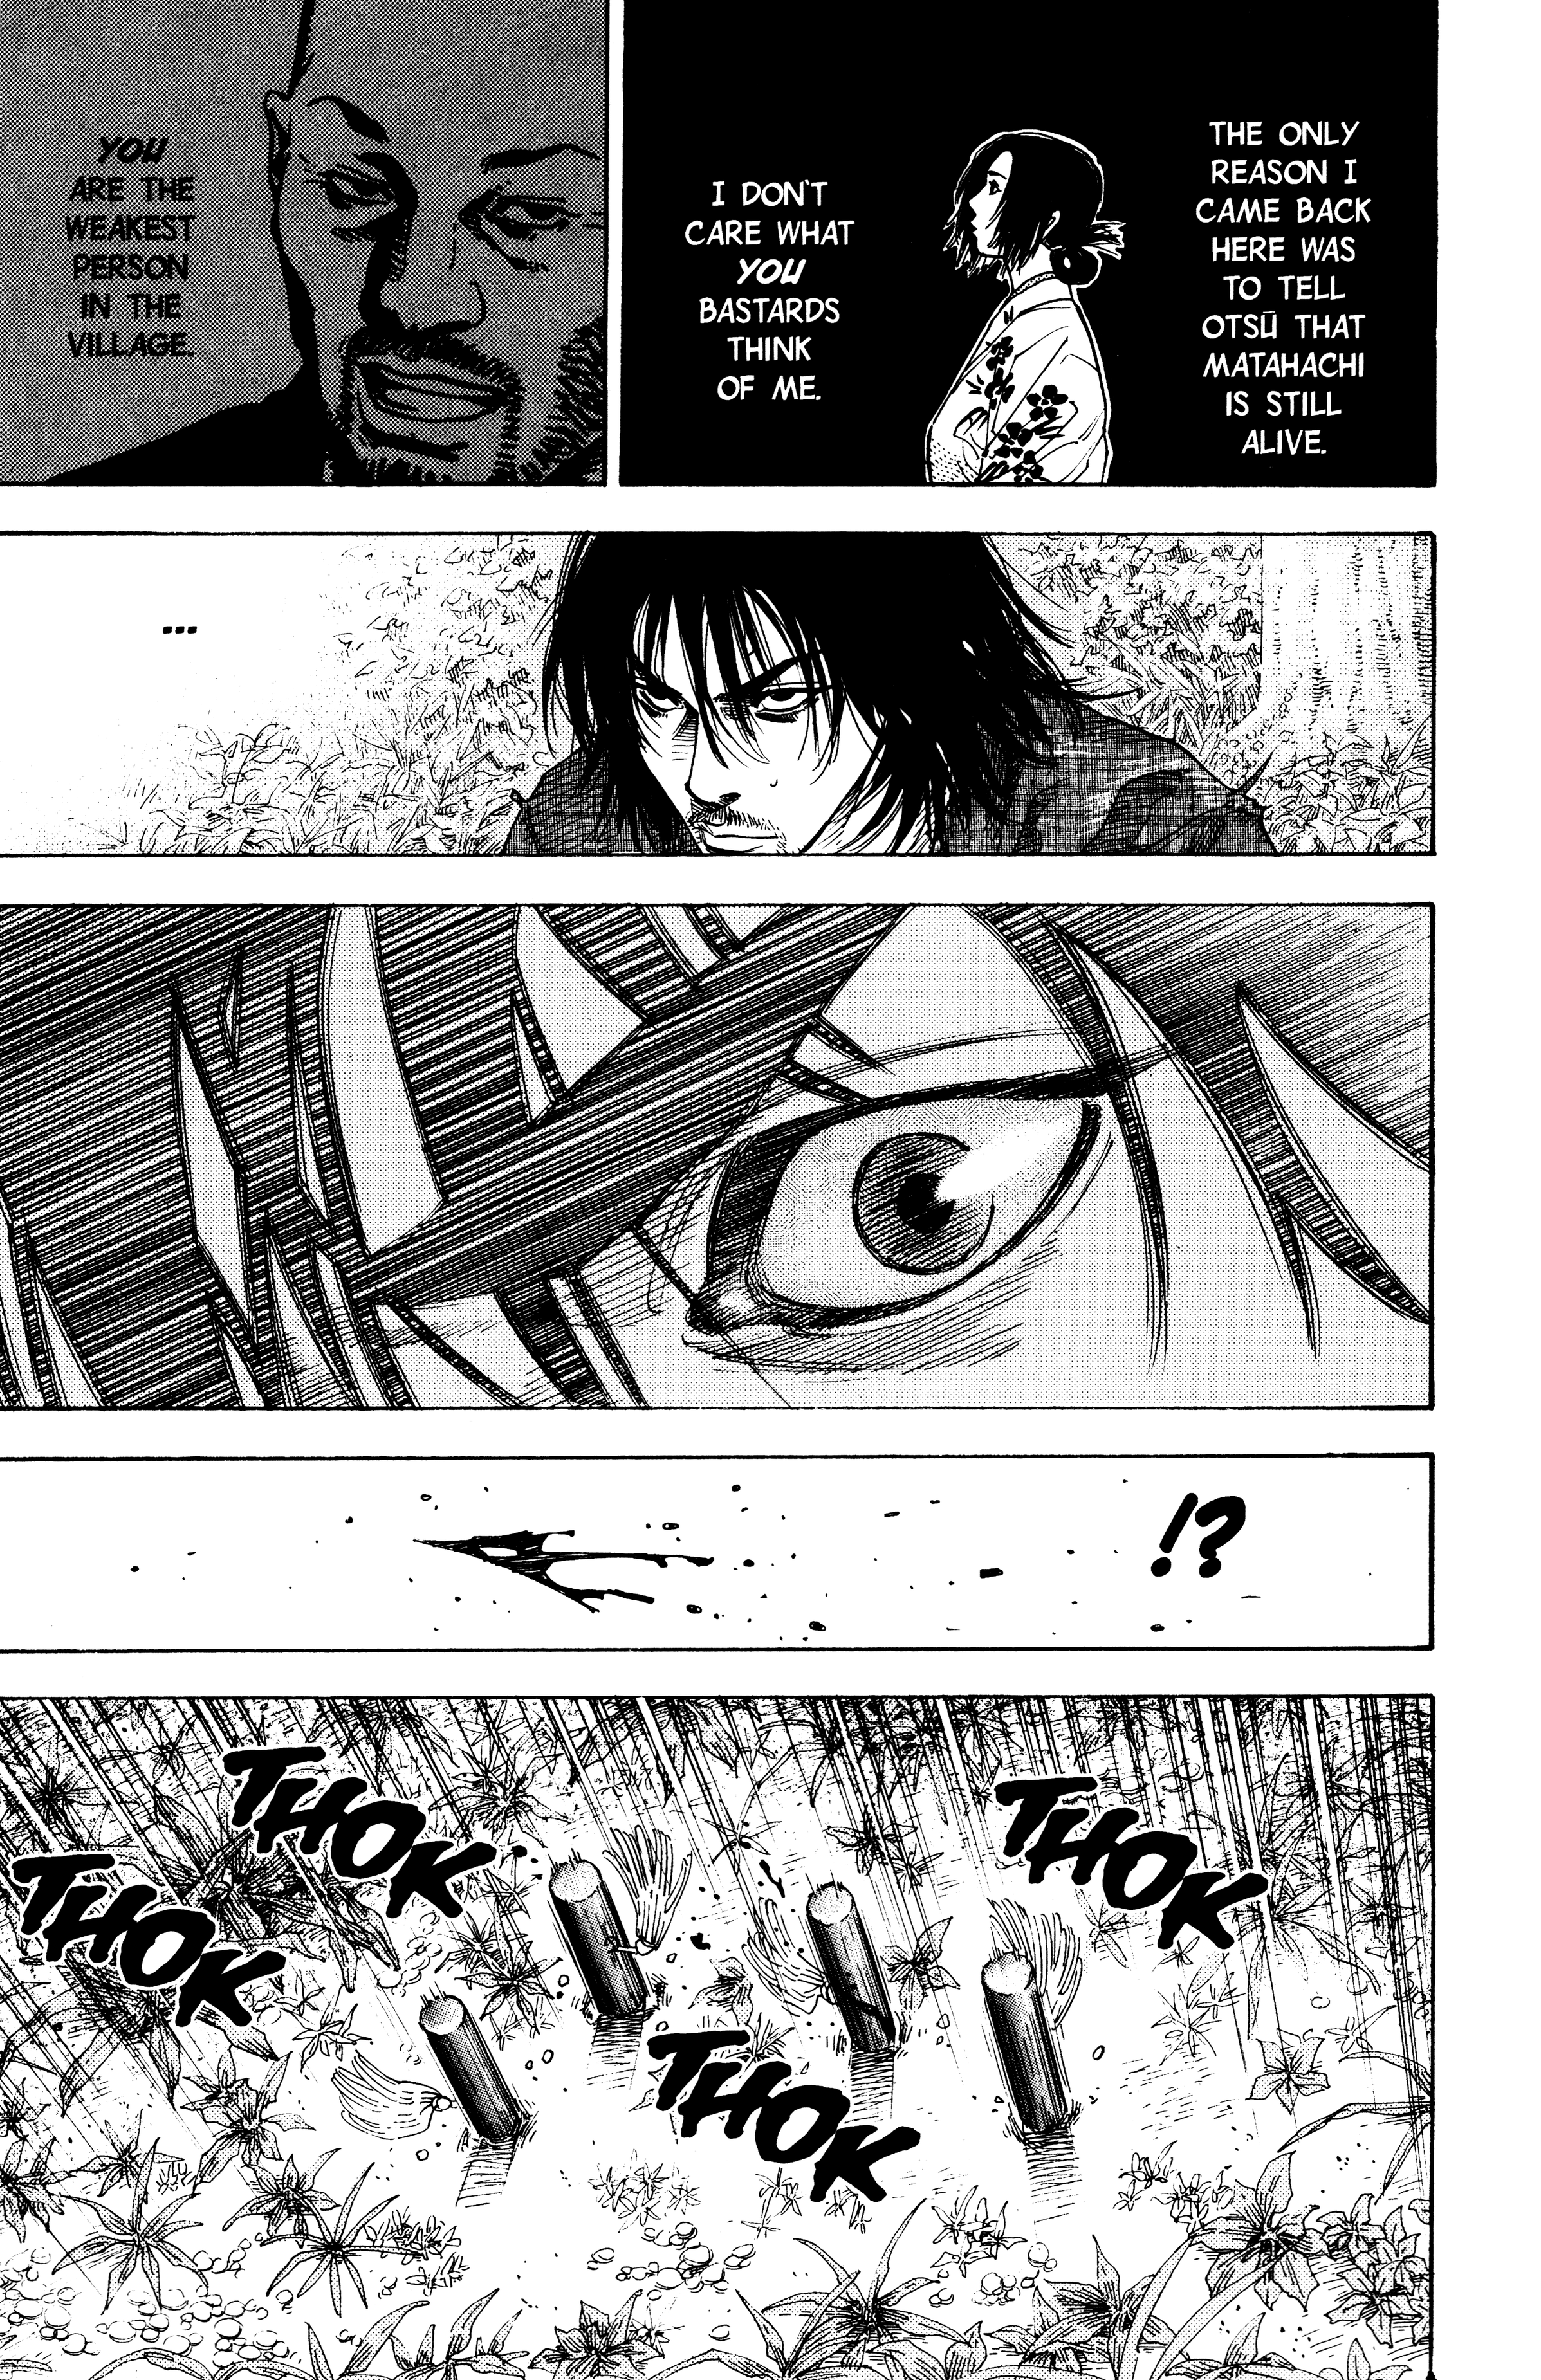 THE ONLY
REASON I
CAME BACK
HERE WAS
TO TELL
OTSŪ THAT
MATAHACHI
IS STILL
ALIVE.
I DON'T
CARE WHAT
YOU
BASTARDS
THINK
OF ME.
YOU
ARE THE
WEAKEST
PERSON
IN THE
VILLAGE.
...
!?
THOK
THOK
THOK
THOK